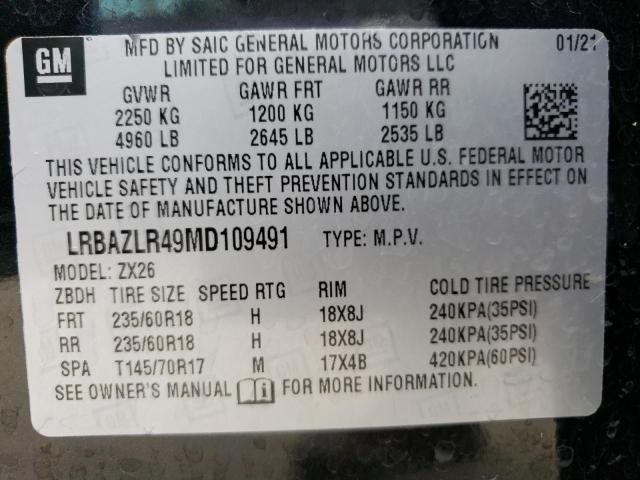 GM
MFD BY SAIC GENERAL MOTORS CORPORATION 01/21
LIMITED FOR GENERAL MOTORS LLC
GVWR GAWR FRT GAWR RR
2250 KG 1200 KG 1150 KG
4960 LB 2645 LB 2535 LB
THIS VEHICLE CONFORMS TO ALL APPLICABLE U.S. FEDERAL MOTOR
VEHICLE SAFETY AND THEFT PREVENTION STANDARDS IN EFFECT ON
THE DATE OF MANUFACTURE SHOWN ABOVE.
LRBAZLR49MD109491 TYPE: M.P.V.
MODEL: ZX26
ZBDH TIRE SIZE SPEED RTG RIM COLD TIRE PRESSURE
FRT 235/60R18 H 18X8J 240KPA(35PSI)
RR 235/60R18 H 18X8J 240KPA(35PSI)
SPA T145/70R17 M 17X4B 420KPA(60PSI)
SEE OWNER'S MANUAL FOR MORE INFORMATION.